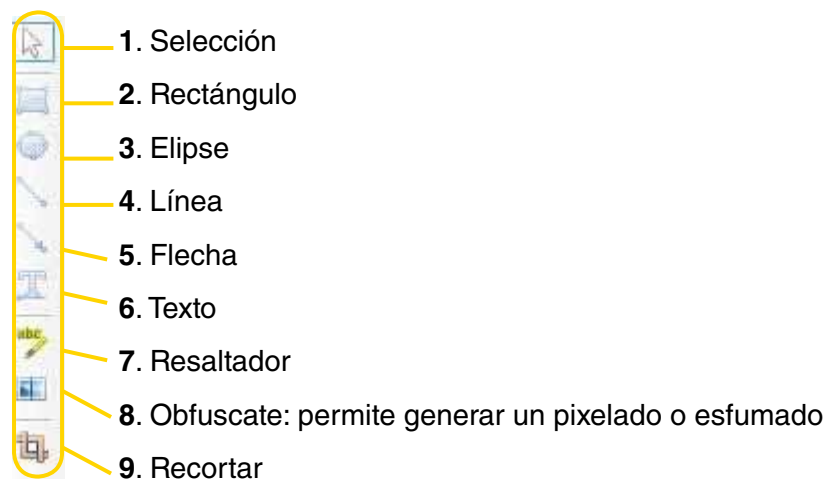 1. Selección
2. Rectángulo
3. Elipse
4. Línea
5. Flecha
6. Texto
abc
7. Resaltador
8. Obfuscate: permite generar un pixelado o esfumado
9. Recortar